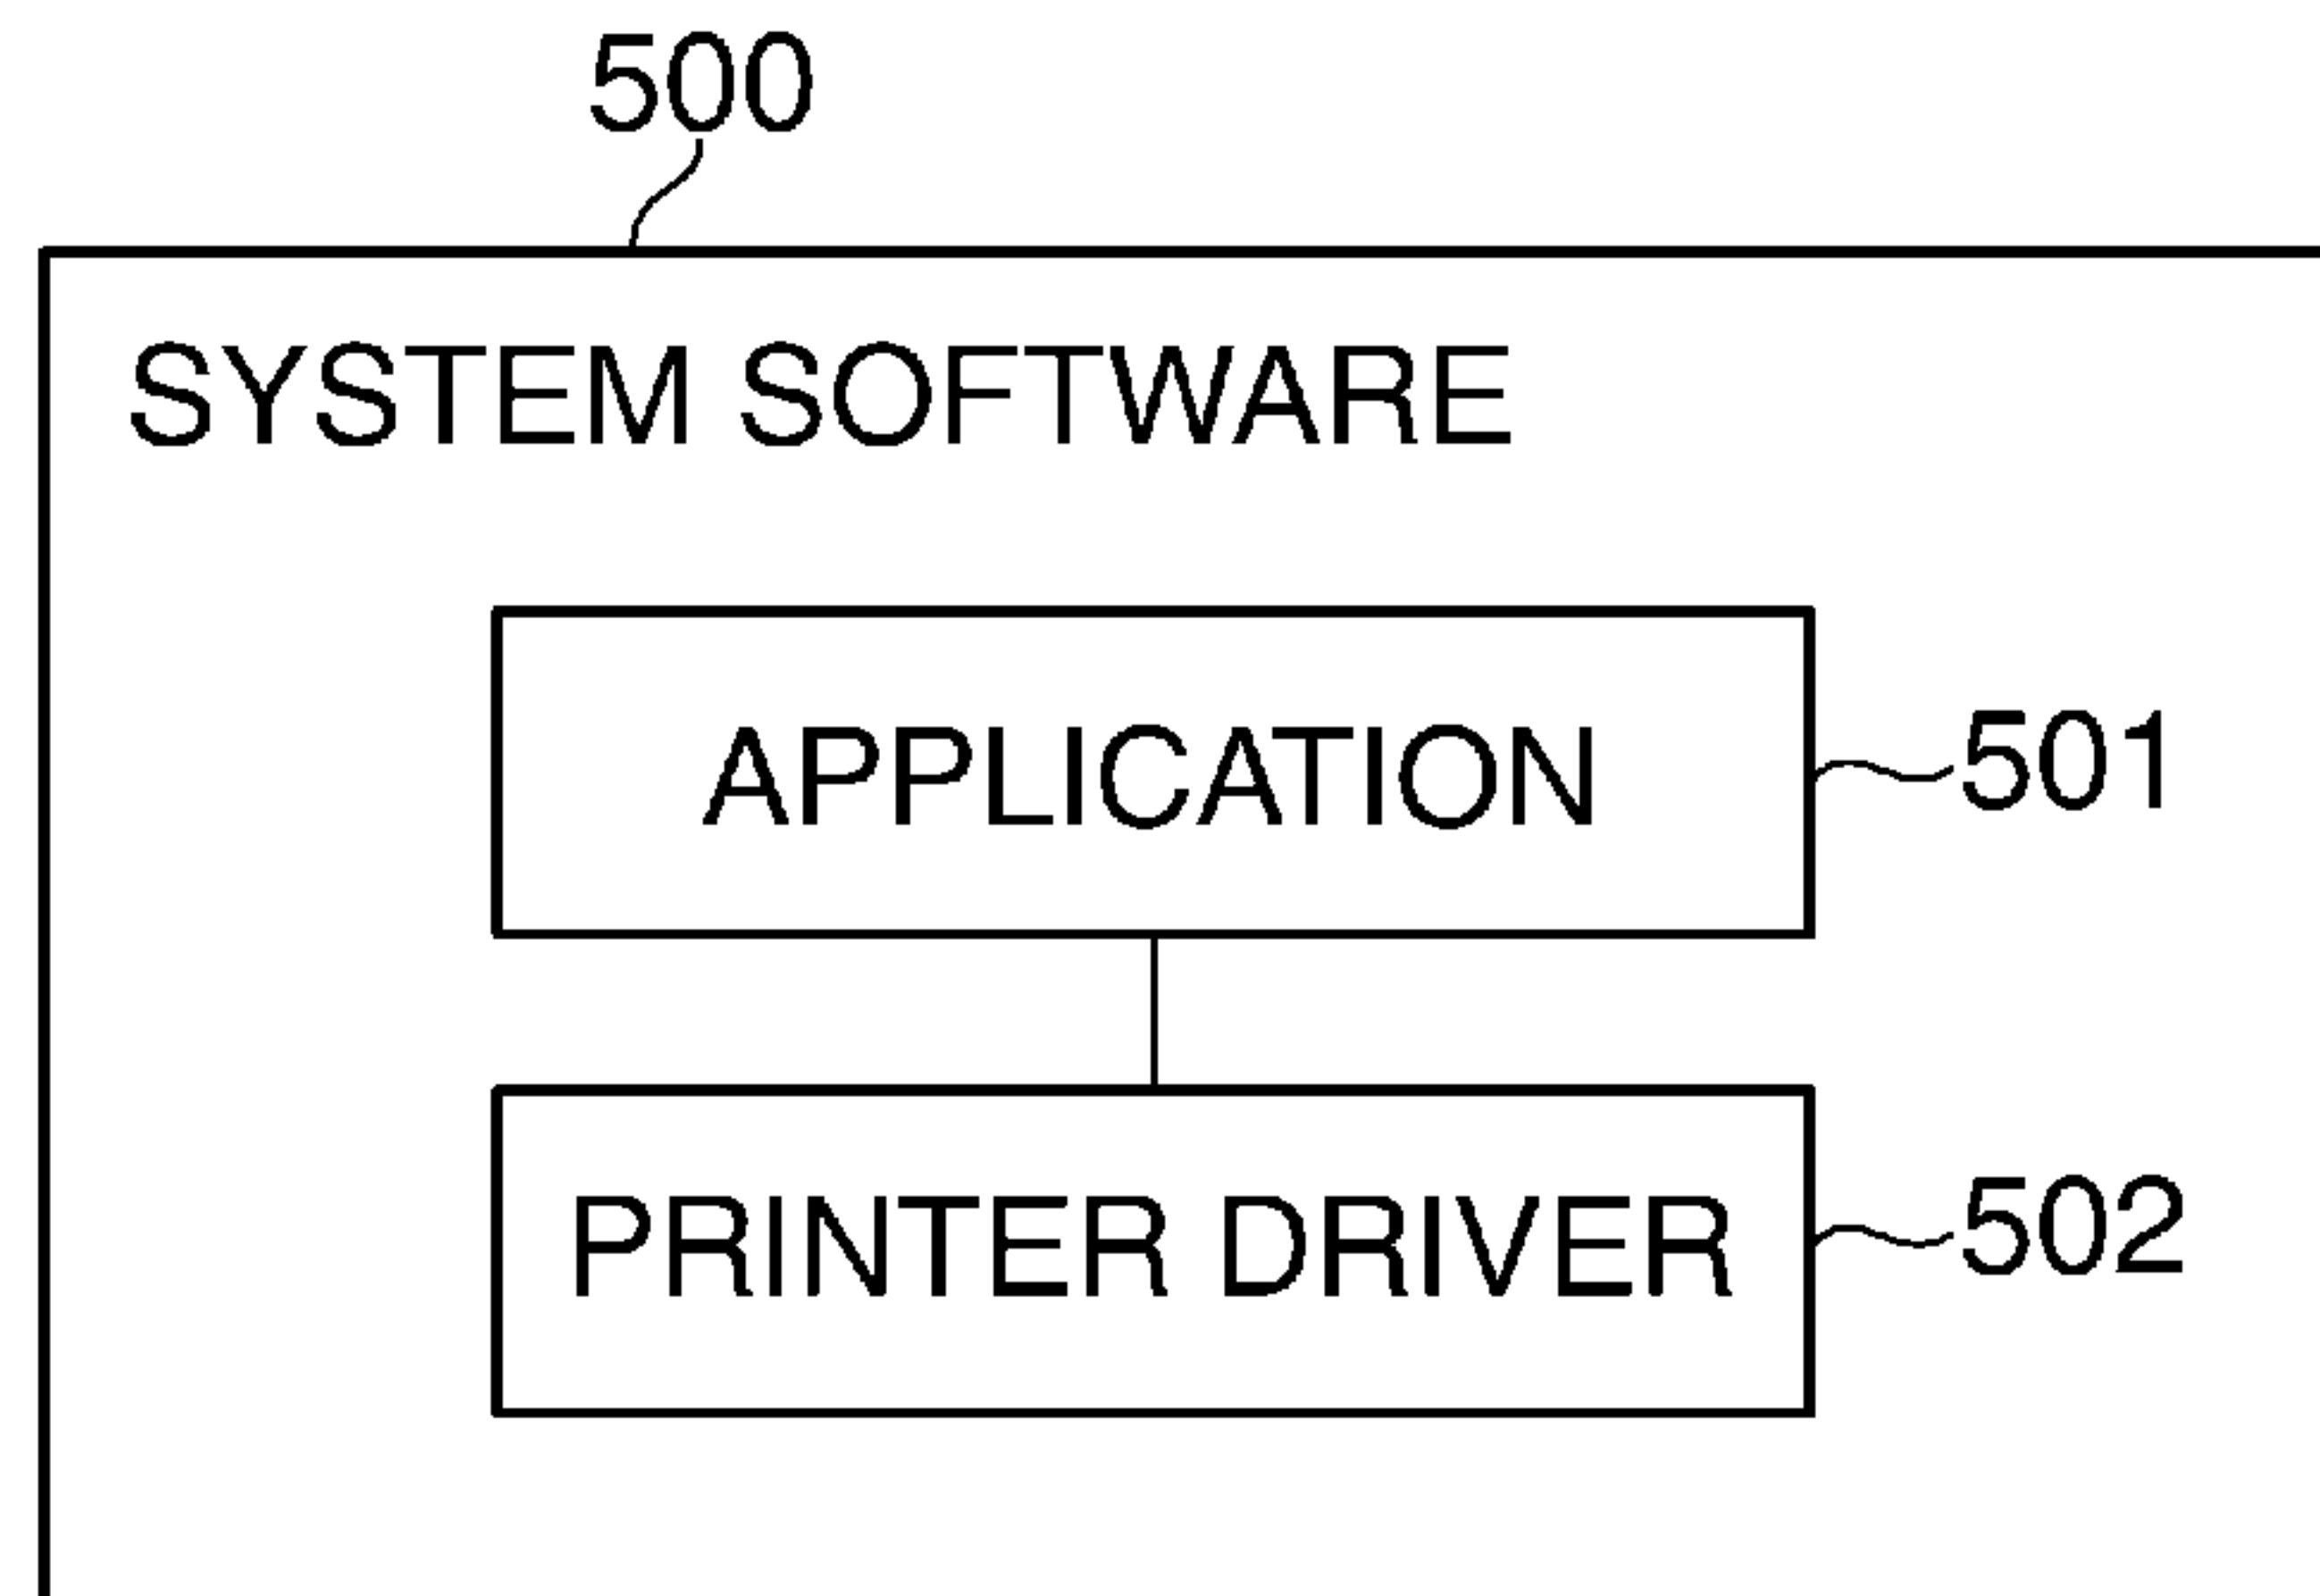 500
SYSTEM SOFTWARE
APPLICATION
501
PRINTER DRIVER
502